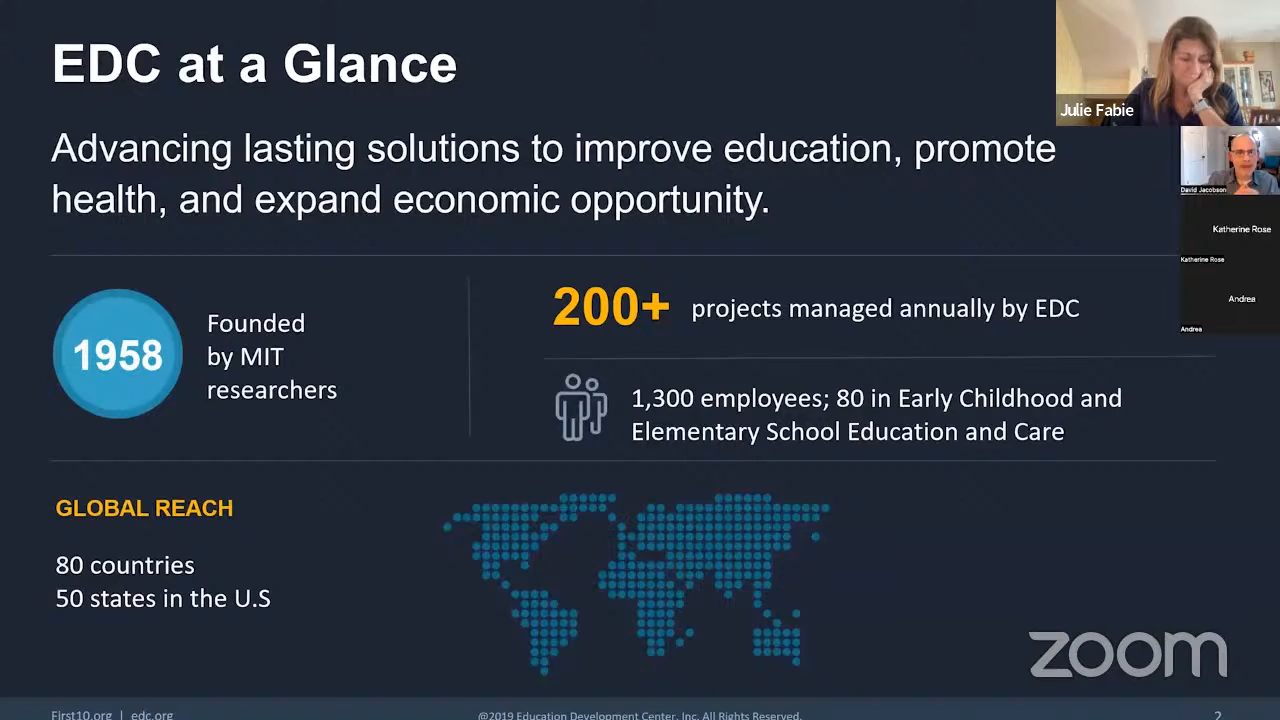 EDC at a Glance
Advancing lasting solutions to improve education, promote
health, and expand economic opportunity.
1958
Founded
by MIT
researchers
200+ projects managed annually by EDC
1,300 employees; 80 in Early Childhood and
Elementary School Education and Care
GLOBAL REACH
80 countries
50 states in the U.S
Julie Fabie
David Jacobson
Katherine Rose
Katherine Rose
Andrea
Andrea
zoom
First10.org | edc.org
©2019 Education Development Center, Inc. All Rights Reserved.
2